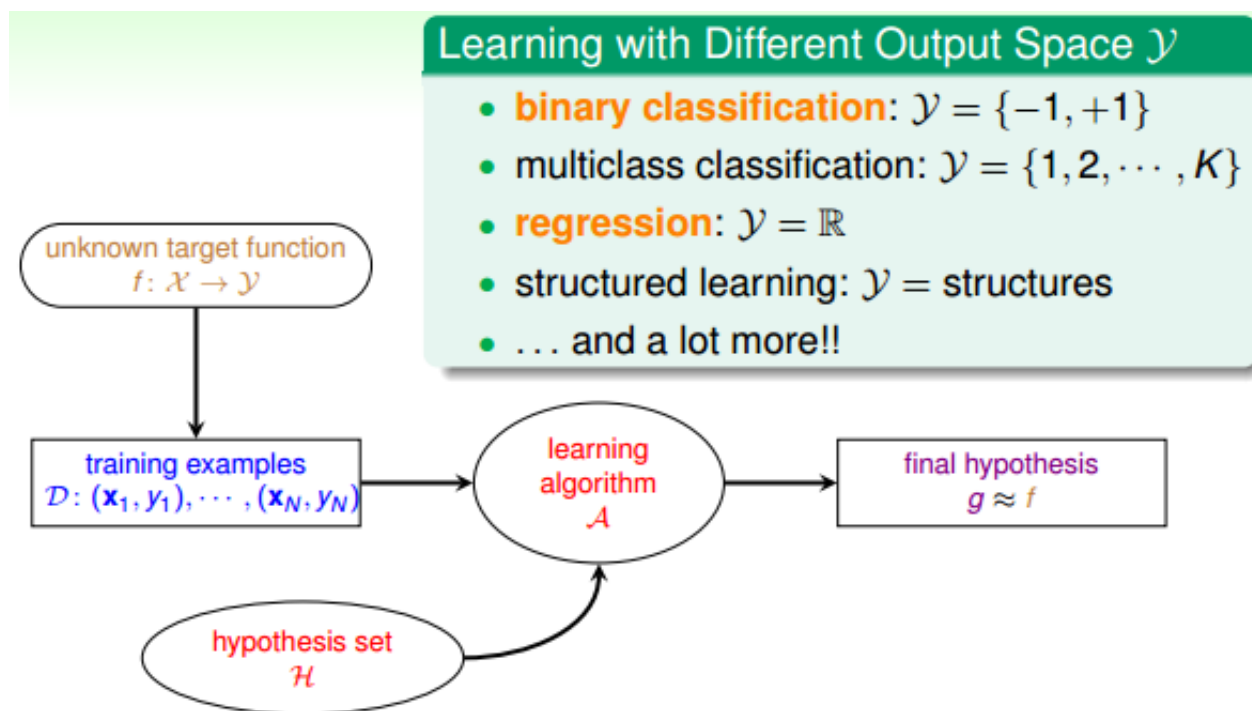 Learning with Different Output Space 𝒴
• binary classification: 𝒴 = {−1, +1}
• multiclass classification: 𝒴 = {1, 2, ⋯ , K}
• regression: 𝒴 = ℝ
• structured learning: 𝒴 = structures
• . . . and a lot more!!
unknown target function
f : 𝒳 → 𝒴
training examples
𝒟 : (𝐱₁, y₁), ⋯ , (𝐱_N, y_N)
learning
algorithm
𝒜
final hypothesis
g ≈ f
hypothesis set
ℋ